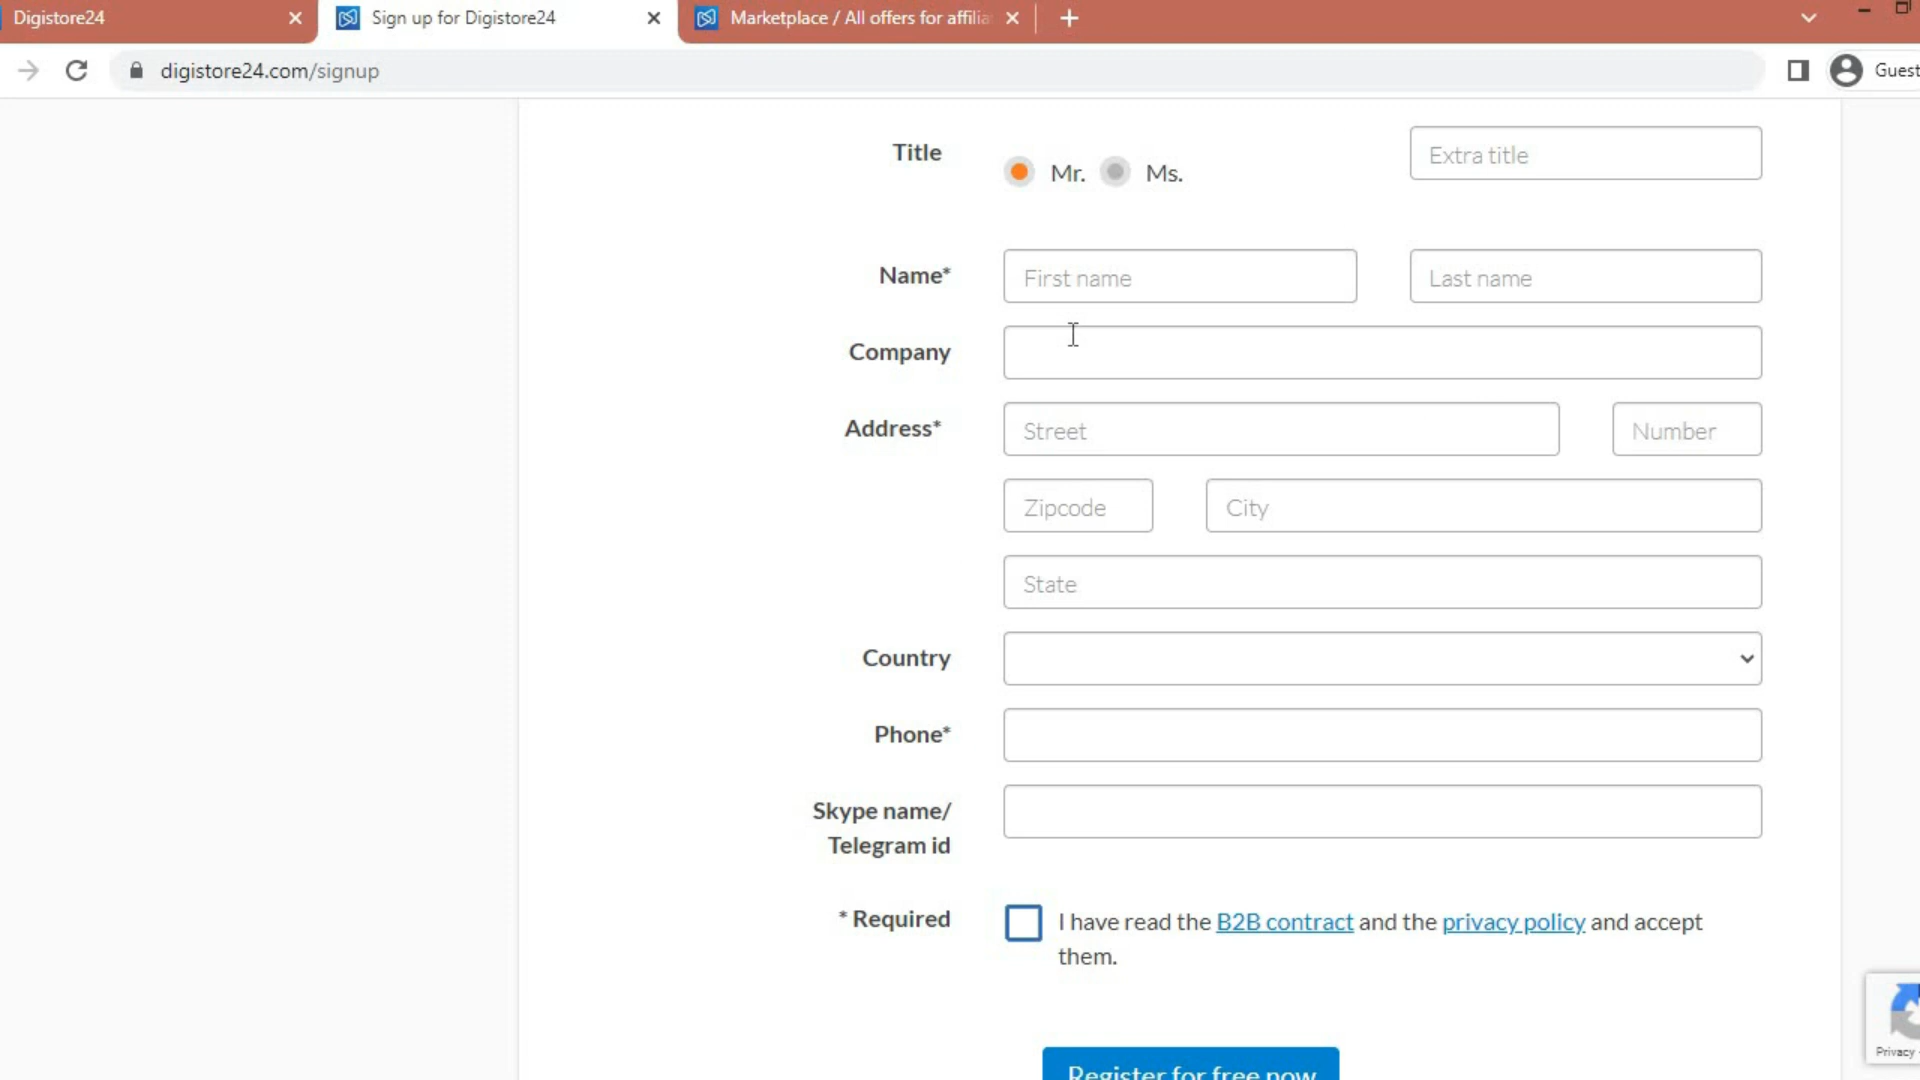 Digistore24
Sign up for Digistore24
Marketplace / All offers for affilia
digistore24.com/signup
Guest
Title
Mr.
Ms.
Extra title
Name*
First name
Last name
Company
Address*
Street
Number
Zipcode
City
State
Country
Phone*
Skype name/
Telegram id
* Required
I have read the B2B contract and the privacy policy and accept
them.
Privacy -
Register for free now